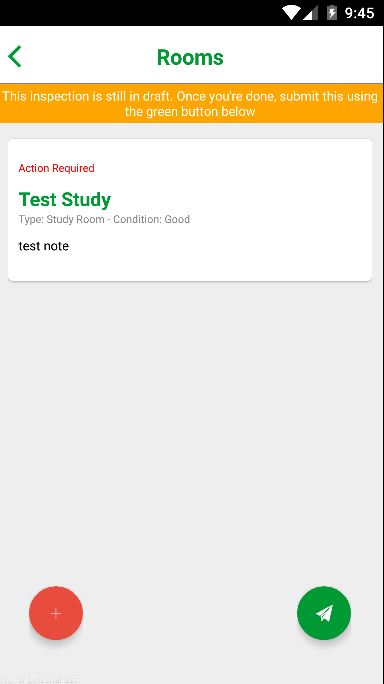 9:45
Rooms
This inspection is still in draft. Once you're done, submit this using
the green button below
Action Required
Test Study
Type: Study Room - Condition: Good
test note
+